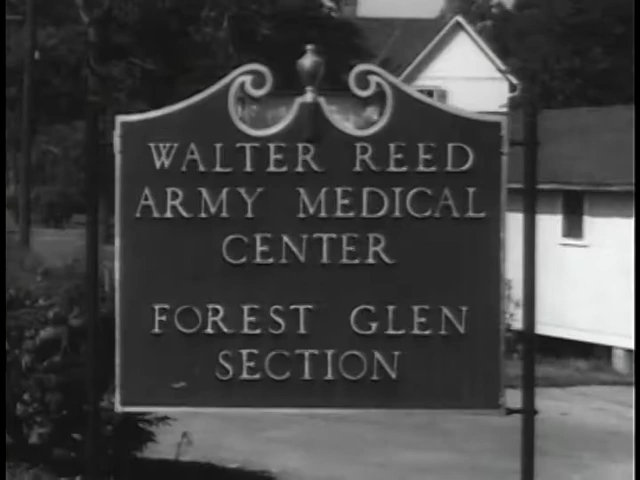 WALTER REED
ARMY MEDICAL
CENTER
FOREST GLEN
SECTION